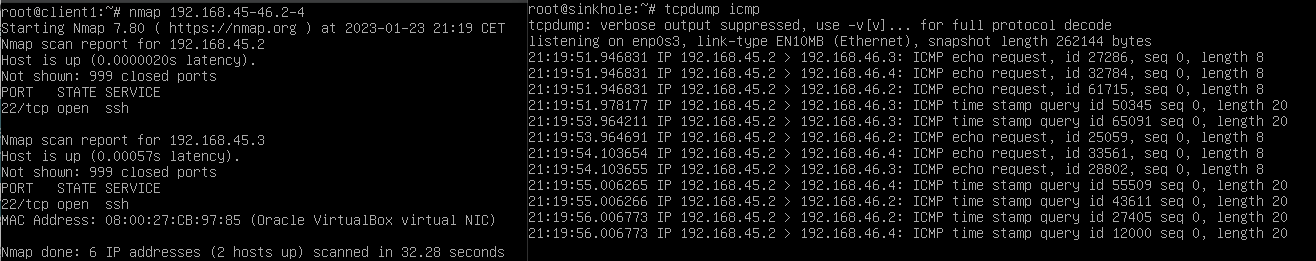 root@client1:~# nmap 192.168.45-46.2-4
Starting Nmap 7.80 ( https://nmap.org ) at 2023-01-23 21:19 CET
Nmap scan report for 192.168.45.2
Host is up (0.0000020s latency).
Not shown: 999 closed ports
PORT   STATE SERVICE
22/tcp open  ssh

Nmap scan report for 192.168.45.3
Host is up (0.00057s latency).
Not shown: 999 closed ports
PORT   STATE SERVICE
22/tcp open  ssh
MAC Address: 08:00:27:CB:97:85 (Oracle VirtualBox virtual NIC)

Nmap done: 6 IP addresses (2 hosts up) scanned in 32.28 seconds
root@sinkhole:~# tcpdump icmp
tcpdump: verbose output suppressed, use -v[v]... for full protocol decode
listening on enp0s3, link-type EN10MB (Ethernet), snapshot length 262144 bytes
21:19:51.946831 IP 192.168.45.2 > 192.168.46.3: ICMP echo request, id 27286, seq 0, length 8
21:19:51.946831 IP 192.168.45.2 > 192.168.46.4: ICMP echo request, id 32784, seq 0, length 8
21:19:51.946831 IP 192.168.45.2 > 192.168.46.2: ICMP echo request, id 61715, seq 0, length 8
21:19:51.978177 IP 192.168.45.2 > 192.168.46.3: ICMP time stamp query id 50345 seq 0, length 20
21:19:53.964211 IP 192.168.45.2 > 192.168.46.3: ICMP time stamp query id 65091 seq 0, length 20
21:19:53.964691 IP 192.168.45.2 > 192.168.46.2: ICMP echo request, id 25059, seq 0, length 8
21:19:54.103654 IP 192.168.45.2 > 192.168.46.4: ICMP echo request, id 33561, seq 0, length 8
21:19:54.103655 IP 192.168.45.2 > 192.168.46.3: ICMP echo request, id 28802, seq 0, length 8
21:19:55.006265 IP 192.168.45.2 > 192.168.46.4: ICMP time stamp query id 55509 seq 0, length 20
21:19:55.006266 IP 192.168.45.2 > 192.168.46.2: ICMP time stamp query id 43611 seq 0, length 20
21:19:56.006773 IP 192.168.45.2 > 192.168.46.2: ICMP time stamp query id 27405 seq 0, length 20
21:19:56.006773 IP 192.168.45.2 > 192.168.46.4: ICMP time stamp query id 12000 seq 0, length 20